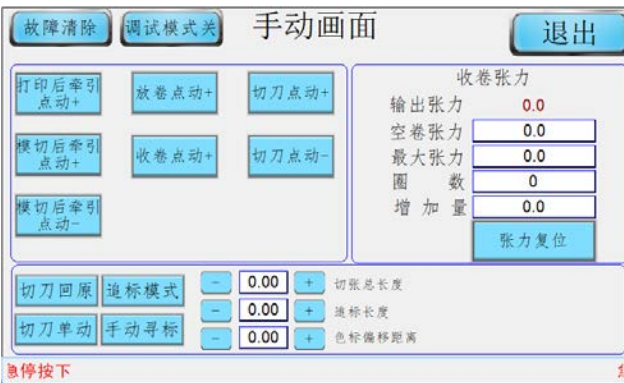 故障清除 调试模式关 手动画面 退出
打印后牵引
点动+
放卷点动+ 切刀点动+
模切后牵引
点动+
收卷点动+ 切刀点动-
模切后牵引
点动-
收卷张力
输出张力 0.0
空卷张力 0.0
最大张力 0.0
圈 数 0
增 加 量 0.0
张力复位
切刀回原 追标模式 - 0.00 + 切张总长度
- 0.00 + 追标长度
切刀单动 手动寻标 - 0.00 + 色标偏移距离
急停按下